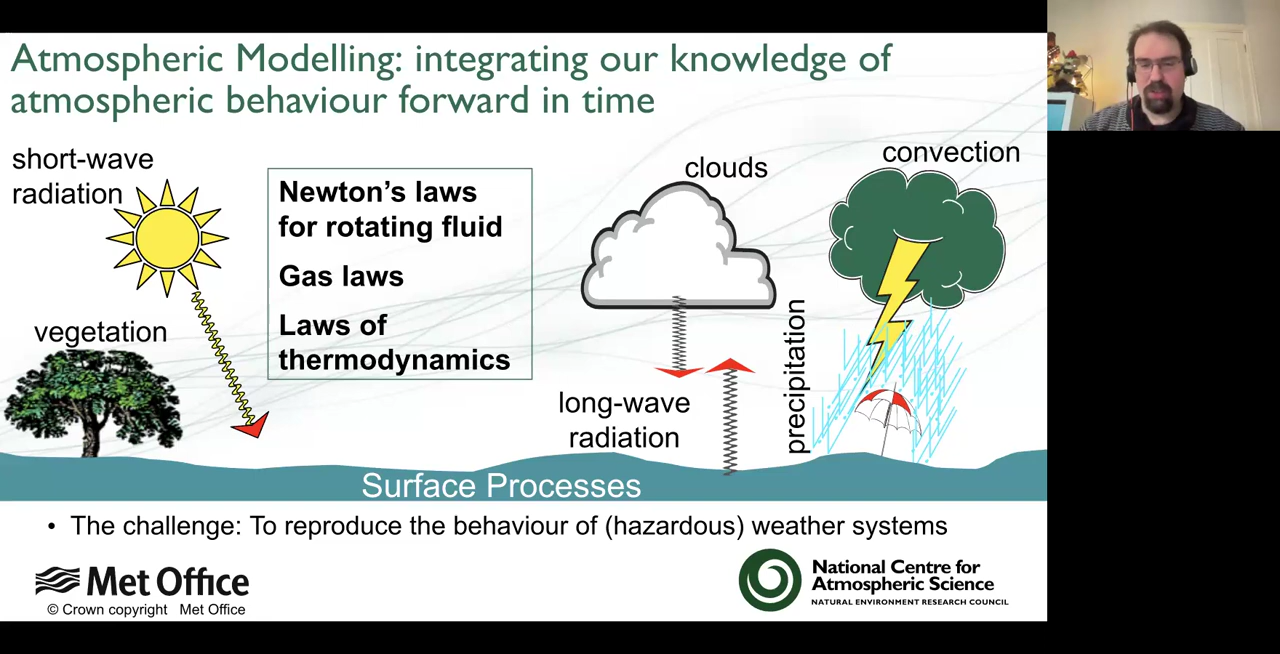 Atmospheric Modelling: integrating our knowledge of
atmospheric behaviour forward in time
short-wave
radiation
Newton's laws
for rotating fluid
Gas laws
Laws of
thermodynamics
clouds
convection
vegetation
long-wave
radiation
precipitation
Surface Processes
• The challenge: To reproduce the behaviour of (hazardous) weather systems
Met Office
© Crown copyright Met Office
National Centre for
Atmospheric Science
NATURAL ENVIRONMENT RESEARCH COUNCIL